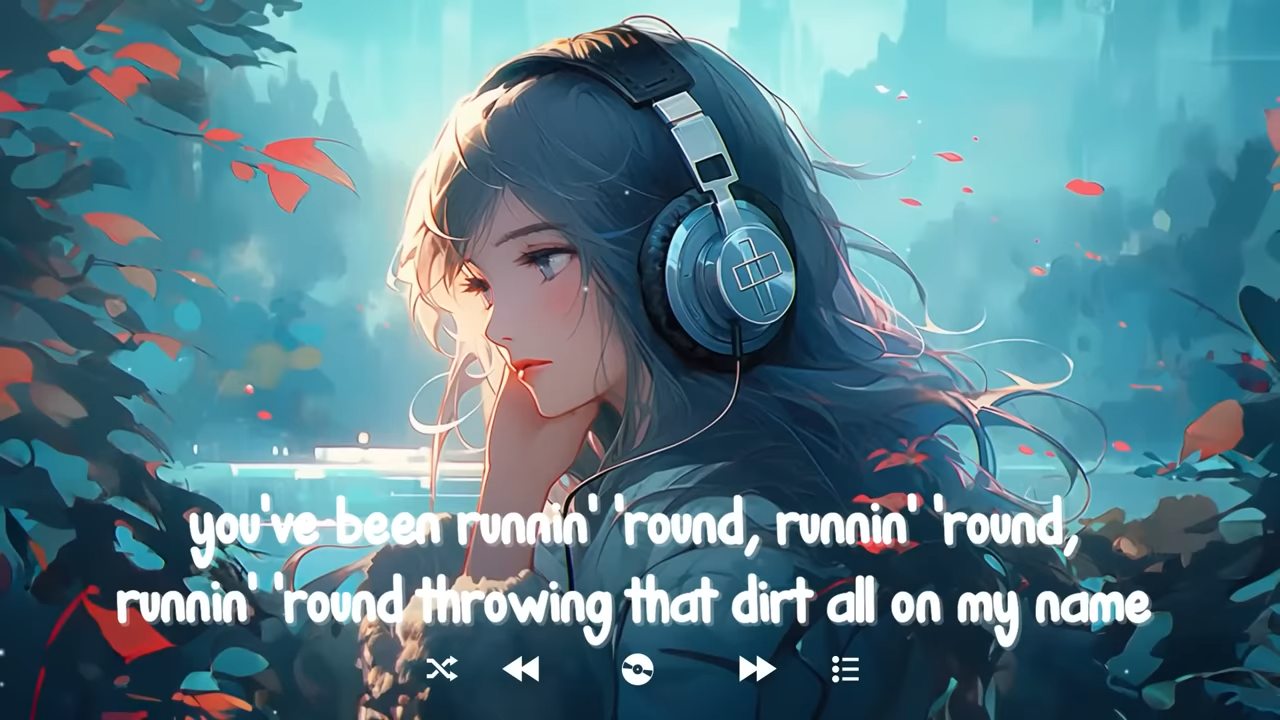 you've been runnin' 'round, runnin' 'round,
runnin' 'round throwing that dirt all on my name